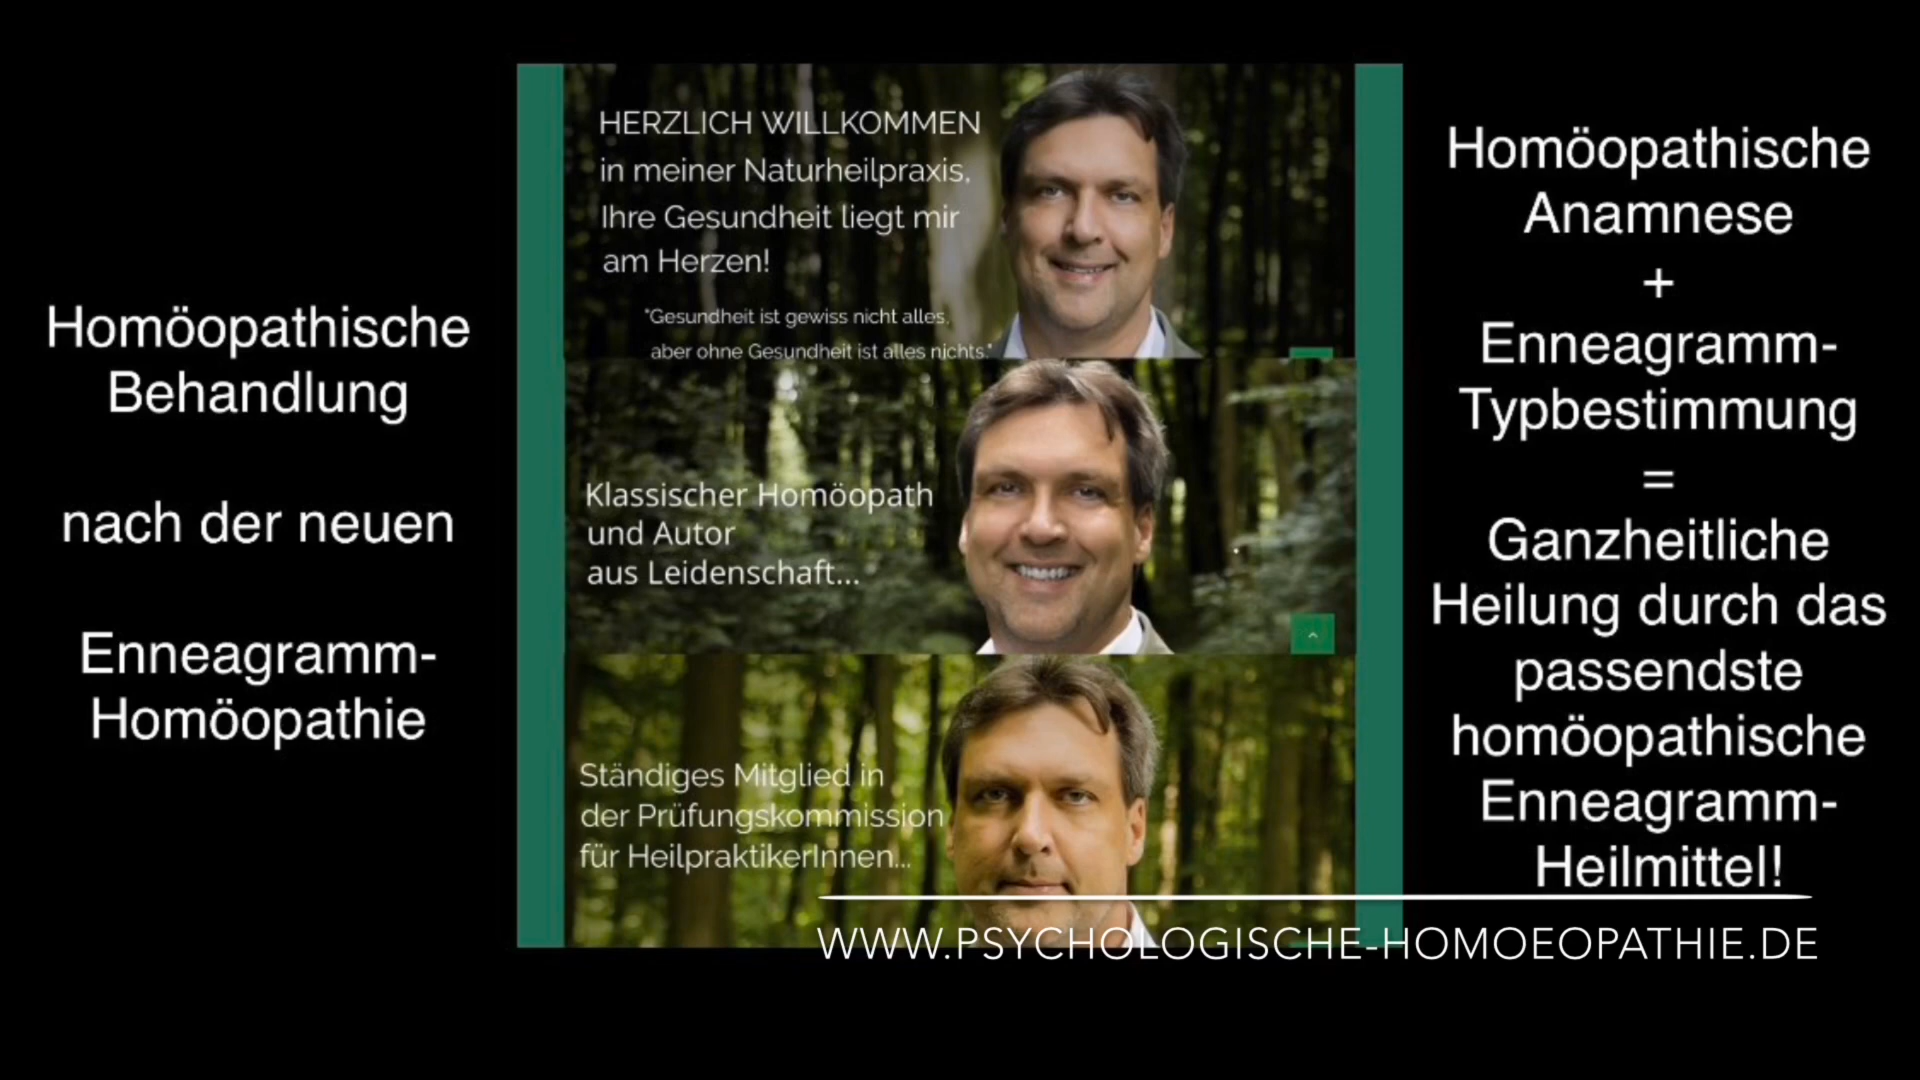 Homöopathische
Behandlung
nach der neuen
Enneagramm-
Homöopathie
HERZLICH WILLKOMMEN
in meiner Naturheilpraxis,
Ihre Gesundheit liegt mir
am Herzen!
"Gesundheit ist gewiss nicht alles,
aber ohne Gesundheit ist alles nichts."
Klassischer Homöopath
und Autor
aus Leidenschaft...
Ständiges Mitglied in
der Prüfungskommission
für HeilpraktikerInnen...
Homöopathische
Anamnese
+
Enneagramm-
Typbestimmung
=
Ganzheitliche
Heilung durch das
passendste
homöopathische
Enneagramm-
Heilmittel!
WWW.PSYCHOLOGISCHE-HOMOEOPATHIE.DE